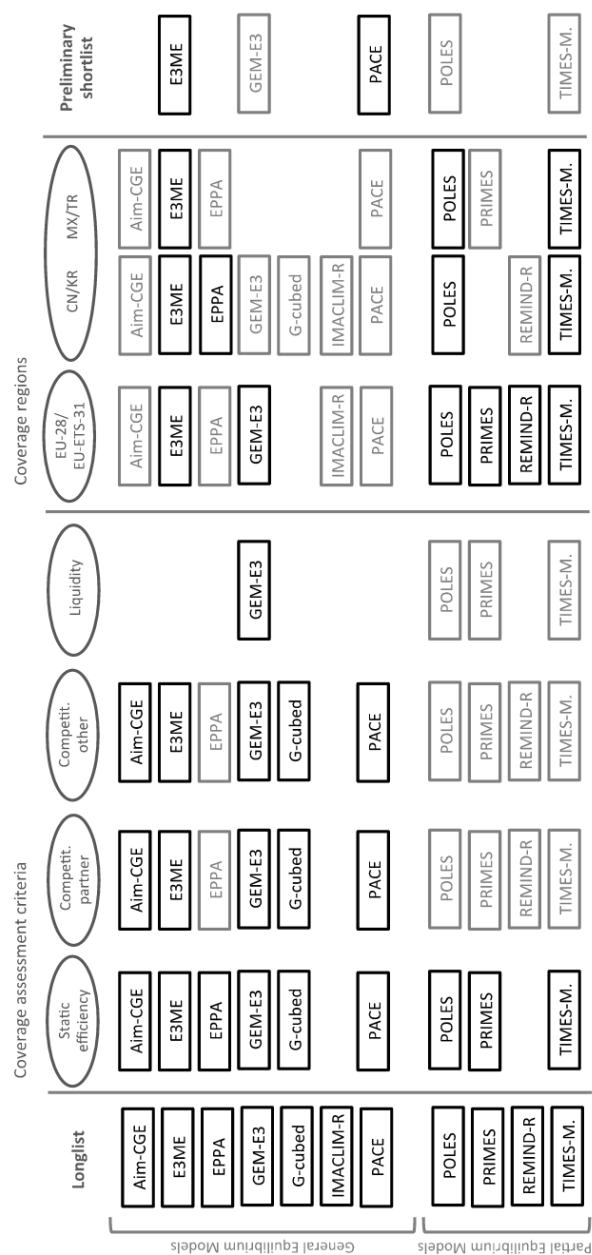 Coverage assessment criteria
Coverage regions
Longlist
Static
efficiency
Competit.
partner
Competit.
other
Liquidity
EU-28/
EU-ETS-31
CN/KR
MX/TR
Preliminary
shortlist
General Equilibrium Models
Aim-CGE Aim-CGE Aim-CGE Aim-CGE Aim-CGE Aim-CGE Aim-CGE
E3ME E3ME E3ME E3ME E3ME E3ME E3ME E3ME
EPPA EPPA EPPA EPPA EPPA EPPA EPPA
GEM-E3 GEM-E3 GEM-E3 GEM-E3 GEM-E3 GEM-E3 GEM-E3 GEM-E3
G-cubed G-cubed G-cubed G-cubed G-cubed
IMACLIM-R IMACLIM-R IMACLIM-R
PACE PACE PACE PACE PACE PACE PACE PACE
Partial Equilibrium Models
POLES POLES POLES POLES POLES POLES POLES POLES POLES
PRIMES PRIMES PRIMES PRIMES PRIMES PRIMES PRIMES
REMIND-R REMIND-R REMIND-R REMIND-R REMIND-R
TIMES-M. TIMES-M. TIMES-M. TIMES-M. TIMES-M. TIMES-M. TIMES-M. TIMES-M. TIMES-M.